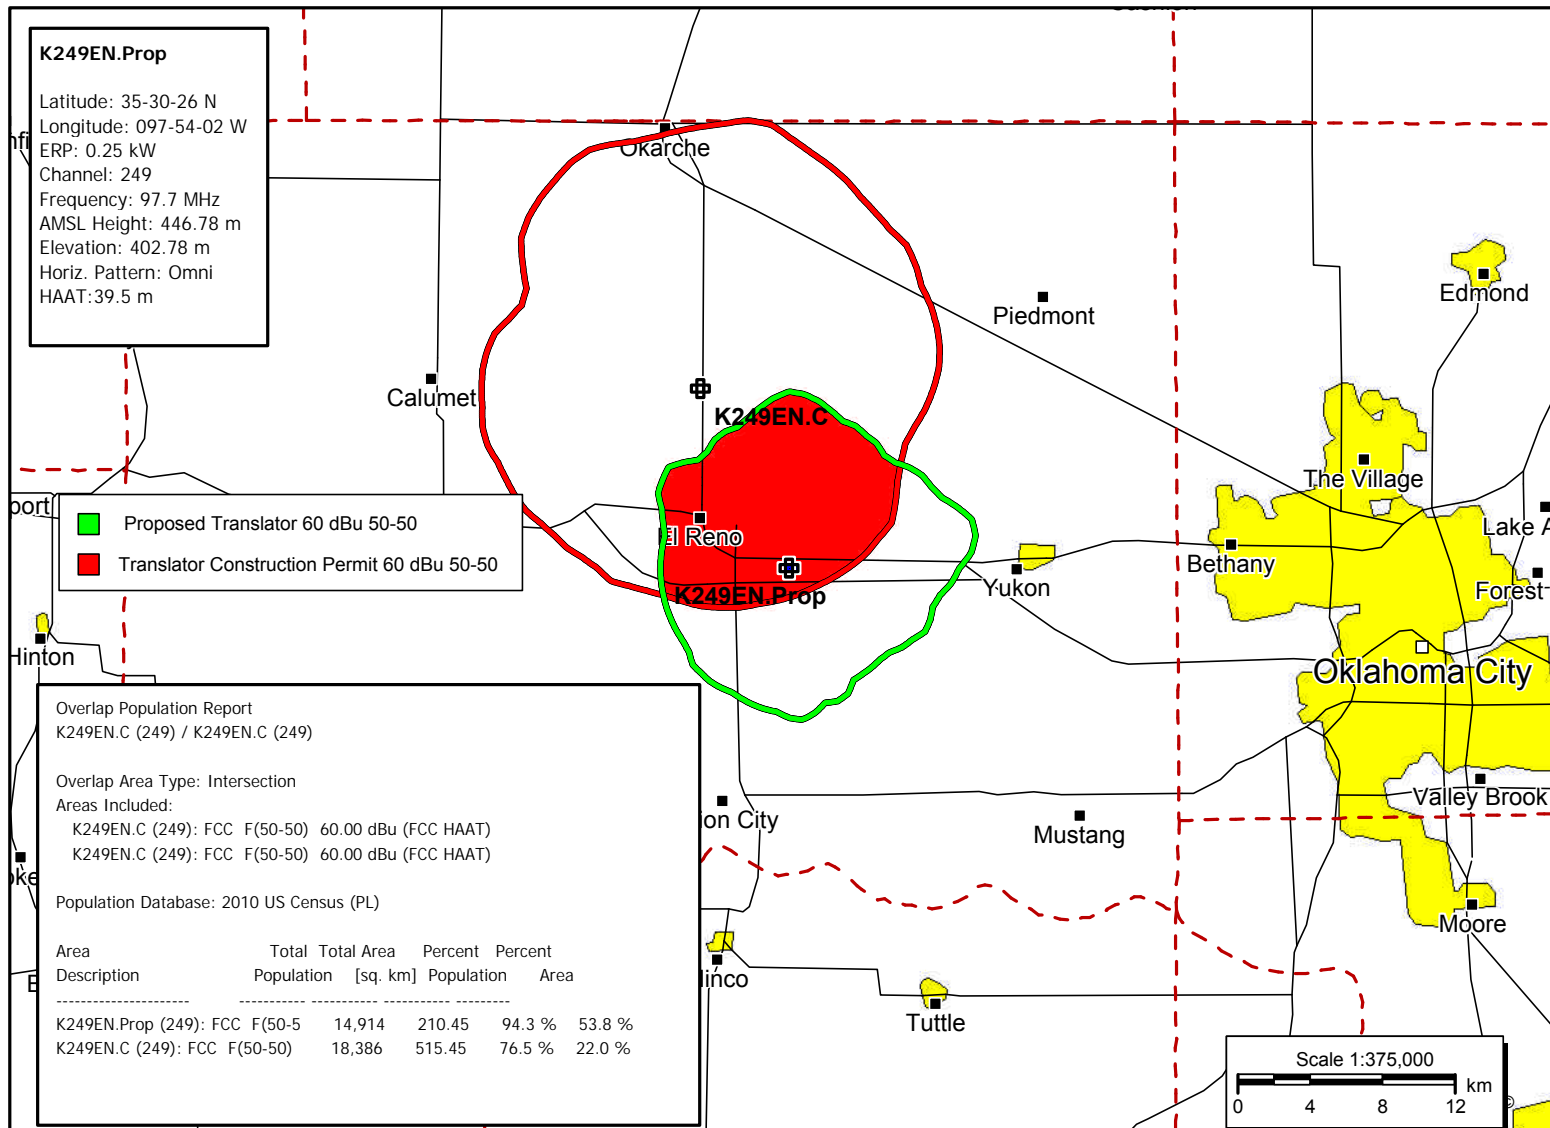 K249EN.Prop
Latitude: 35-30-26 N
Longitude: 097-54-02 W
ERP: 0.25 kW
Channel: 249
Frequency: 97.7 MHz
AMSL Height: 446.78 m
Elevation: 402.78 m
Horiz. Pattern: Omni
HAAT:39.5 m
Okarche
Piedmont
Edmond
Calumet
K249EN.C
The Village
port
Proposed Translator 60 dBu 50-50
Translator Construction Permit 60 dBu 50-50
El Reno
Lake A
Bethany
Yukon
Forest
K249EN.Prop
Hinton
Oklahoma City
Overlap Population Report
K249EN.C (249) / K249EN.C (249)
Overlap Area Type: Intersection
Areas Included:
K249EN.C (249): FCC F(50-50) 60.00 dBu (FCC HAAT)
K249EN.C (249): FCC F(50-50) 60.00 dBu (FCC HAAT)
Population Database: 2010 US Census (PL)
Area Total Total Area Percent Percent
Description Population [sq. km] Population Area
---------------------- ----------- ----------- ----------- ---------
K249EN.Prop (249): FCC F(50-5 14,914 210.45 94.3 % 53.8 %
K249EN.C (249): FCC F(50-50) 18,386 515.45 76.5 % 22.0 %
ion City
Mustang
Valley Brook
oke
Moore
E
inco
Tuttle
Scale 1:375,000
km
0 4 8 12
©